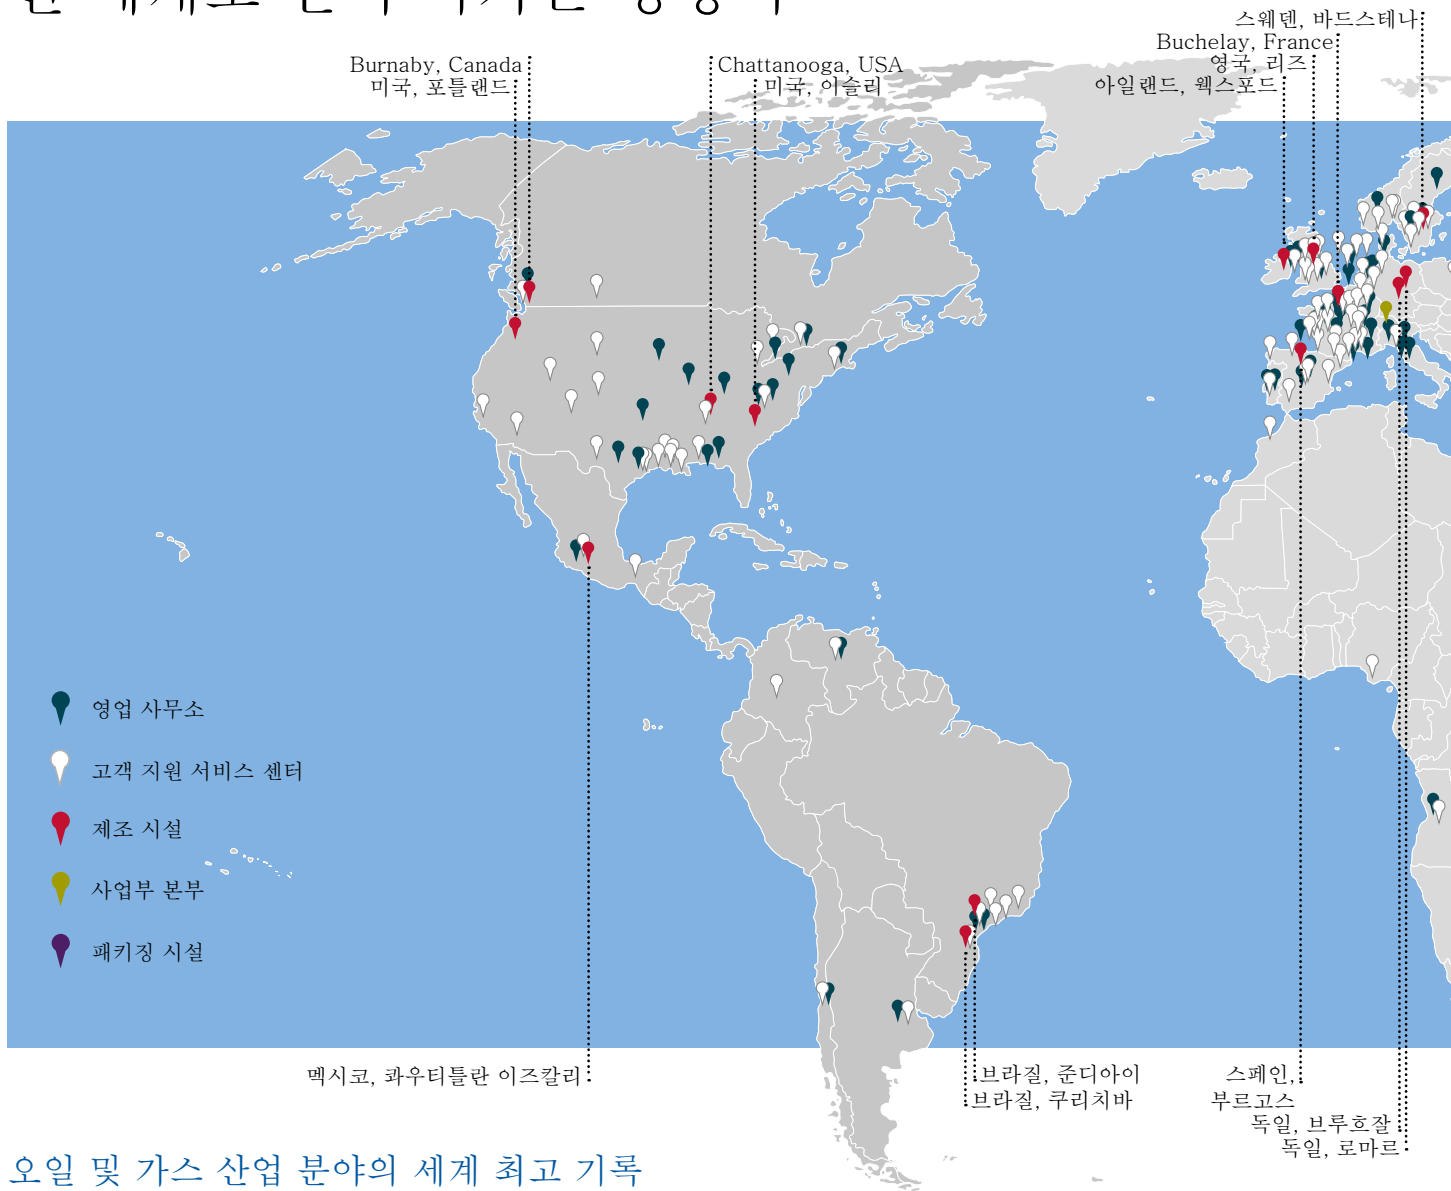 스웨덴, 바드스테나
Buchelay, France
영국, 리즈
아일랜드, 웩스포드
Burnaby, Canada
미국, 포틀랜드
Chattanooga, USA
미국, 이슬리
영업 사무소
고객 지원 서비스 센터
제조 시설
사업부 본부
패키징 시설
멕시코, 콰우티틀란 이즈칼리
브라질, 준디아이
브라질, 쿠리치바
스페인,
부르고스
독일, 브루흐잘
독일, 로마르
오일 및 가스 산업 분야의 세계 최고 기록